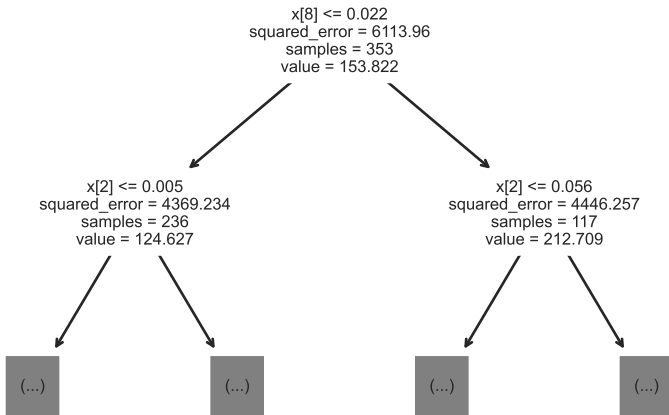 x[8] <= 0.022
squared_error = 6113.96
samples = 353
value = 153.822
x[2] <= 0.005
squared_error = 4369.234
samples = 236
value = 124.627
x[2] <= 0.056
squared_error = 4446.257
samples = 117
value = 212.709
(...)
(...)
(...)
(...)